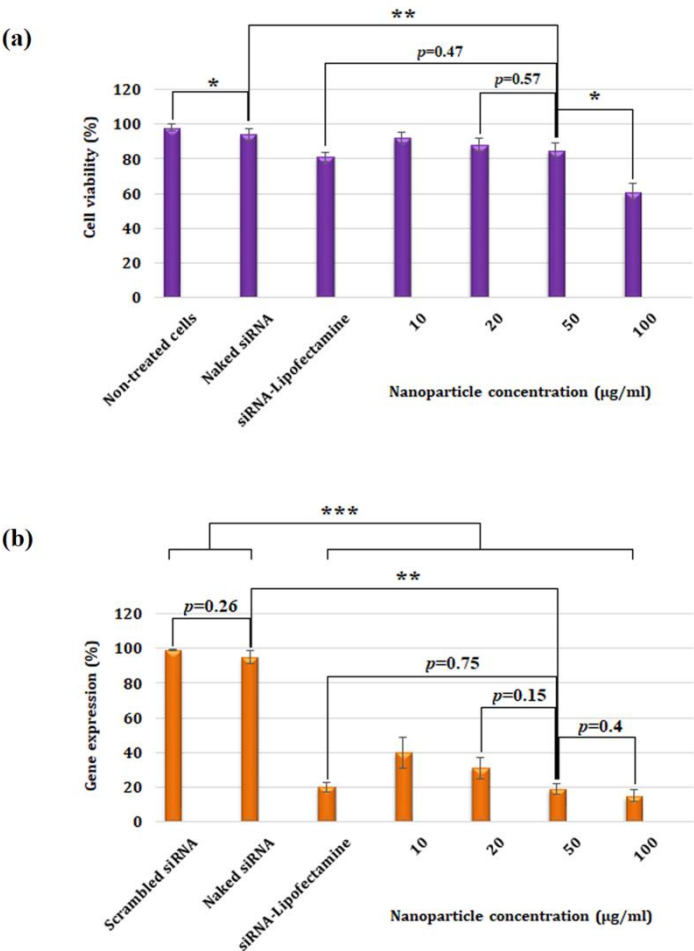 (a)
**
p=0.47
p=0.57
*
*
120
100
80
60
40
20
0
Cell viability (%)
Non-treated cells
Naked siRNA
siRNA-Lipofectamine
10
20
50
100
Nanoparticle concentration (µg/ml)
(b)
***
**
p=0.26
p=0.75
p=0.15
p=0.4
120
100
80
60
40
20
0
Gene expression (%)
Scrambled siRNA
Naked siRNA
siRNA-Lipofectamine
10
20
50
100
Nanoparticle concentration (µg/ml)